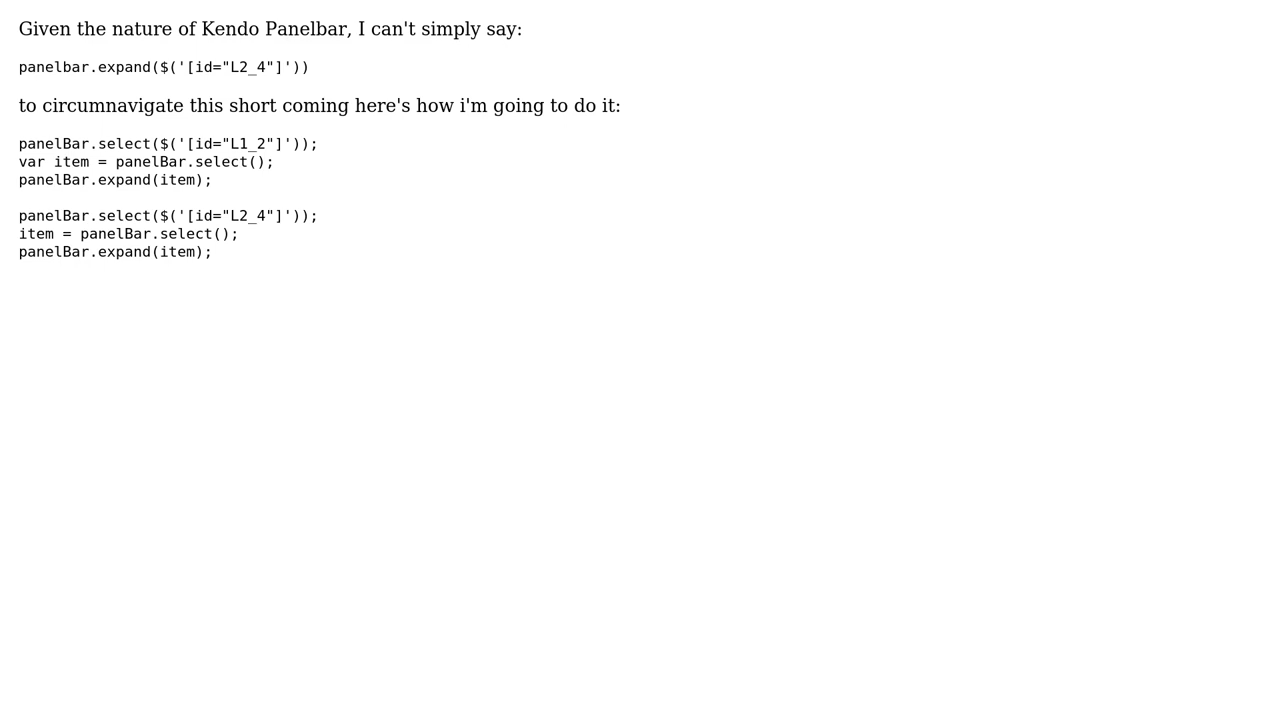 Given the nature of Kendo Panelbar, I can't simply say:
panelbar.expand($('[id="L2_4"]'))
to circumnavigate this short coming here's how i'm going to do it:
panelBar.select($('[id="L1_2"]'));
var item = panelBar.select();
panelBar.expand(item);
panelBar.select($('[id="L2_4"]'));
item = panelBar.select();
panelBar.expand(item);